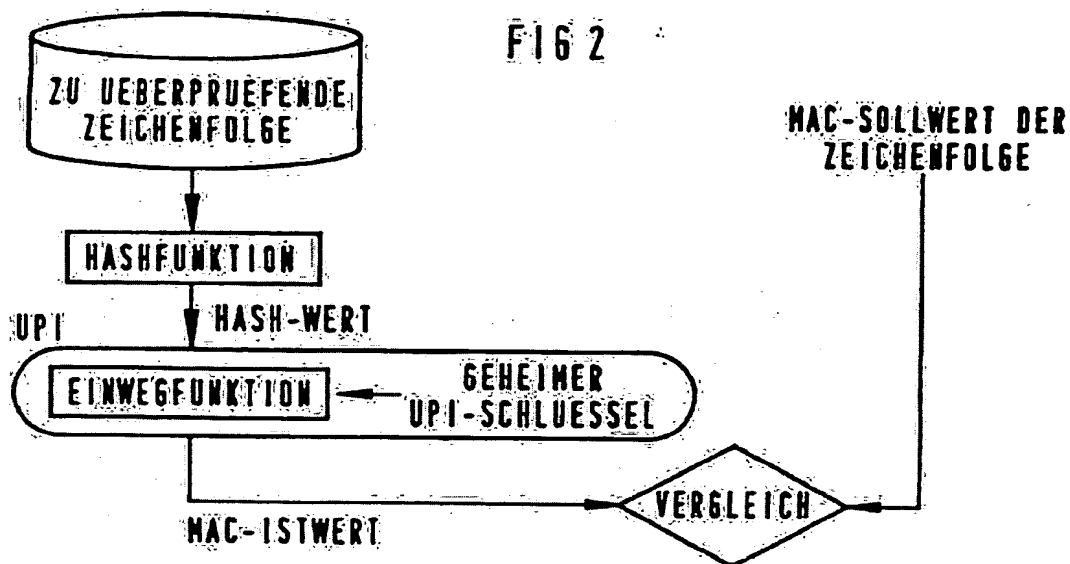 FIG 2
ZU UEBERPRUEFENDE
ZEICHENFOLGE
MAC-SOLLWERT DER
ZEICHENFOLGE
HASHFUNKTION
HASH-WERT
UPI
EINWEGFUNKTION
GEHEIMER
UPI-SCHLUESSEL
VERGLEICH
MAC-ISTWERT